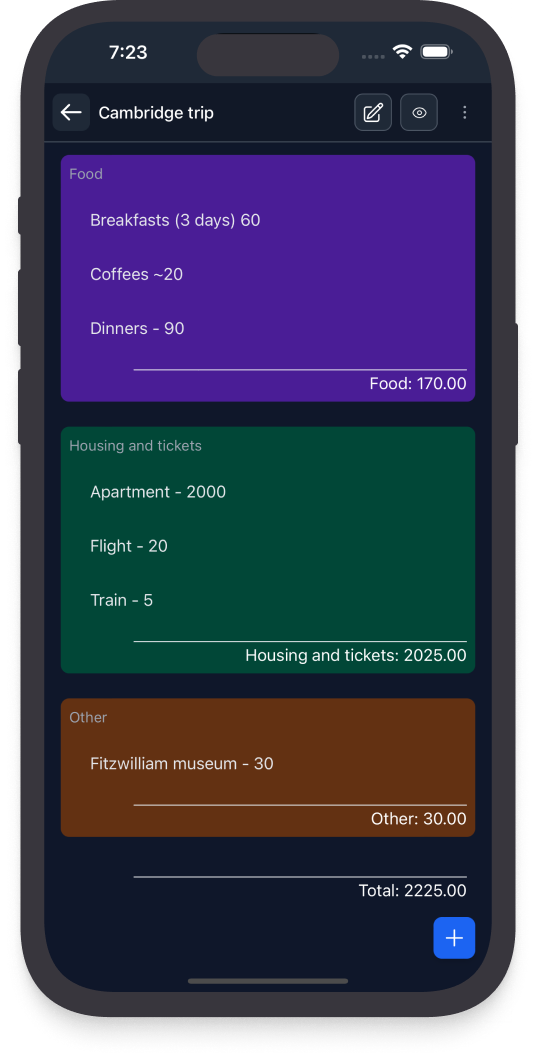 7:23
Cambridge trip
Food
Breakfasts (3 days) 60
Coffees ~20
Dinners - 90
Food: 170.00
Housing and tickets
Apartment - 2000
Flight - 20
Train - 5
Housing and tickets: 2025.00
Other
Fitzwilliam museum - 30
Other: 30.00
Total: 2225.00